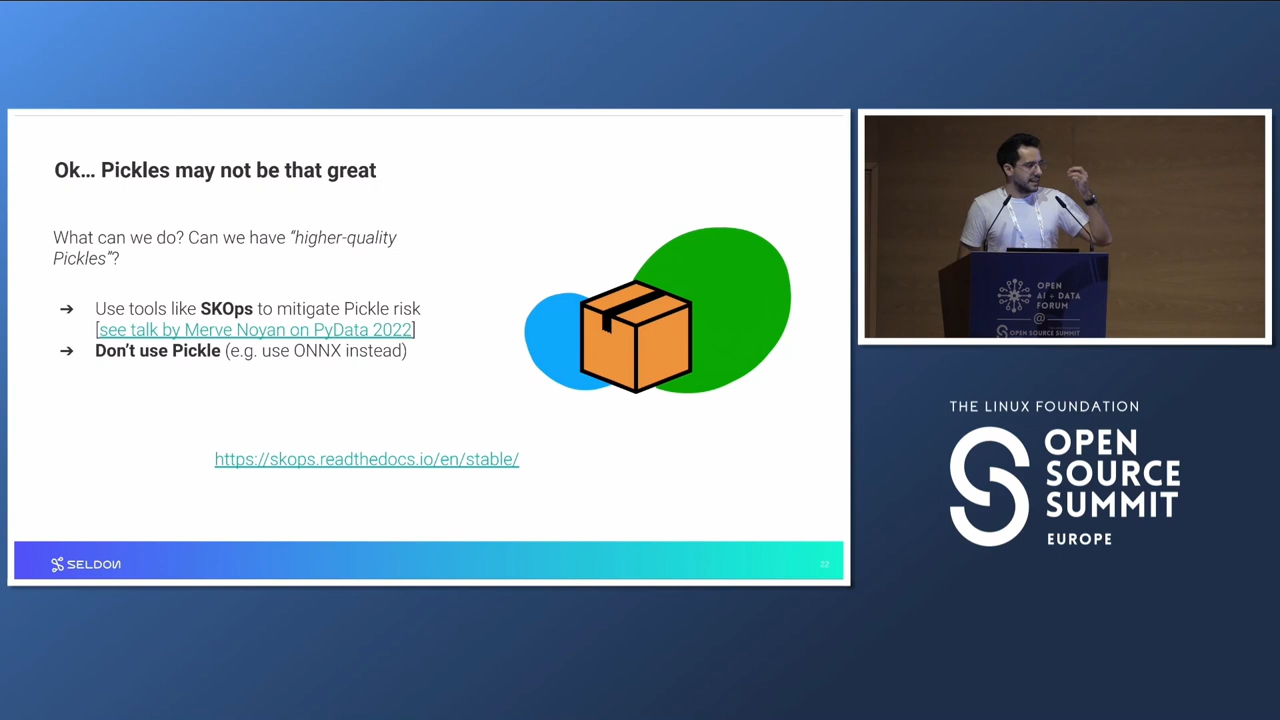 Ok... Pickles may not be that great
What can we do? Can we have "higher-quality
Pickles"?
➔ Use tools like SKOps to mitigate Pickle risk
[see talk by Merve Noyan on PyData 2022]
➔ Don't use Pickle (e.g. use ONNX instead)
https://skops.readthedocs.io/en/stable/
SELDON
22
OPEN
AI + DATA
FORUM
@
OPEN SOURCE SUMMIT
THE LINUX FOUNDATION
OPEN
SOURCE
SUMMIT
EUROPE